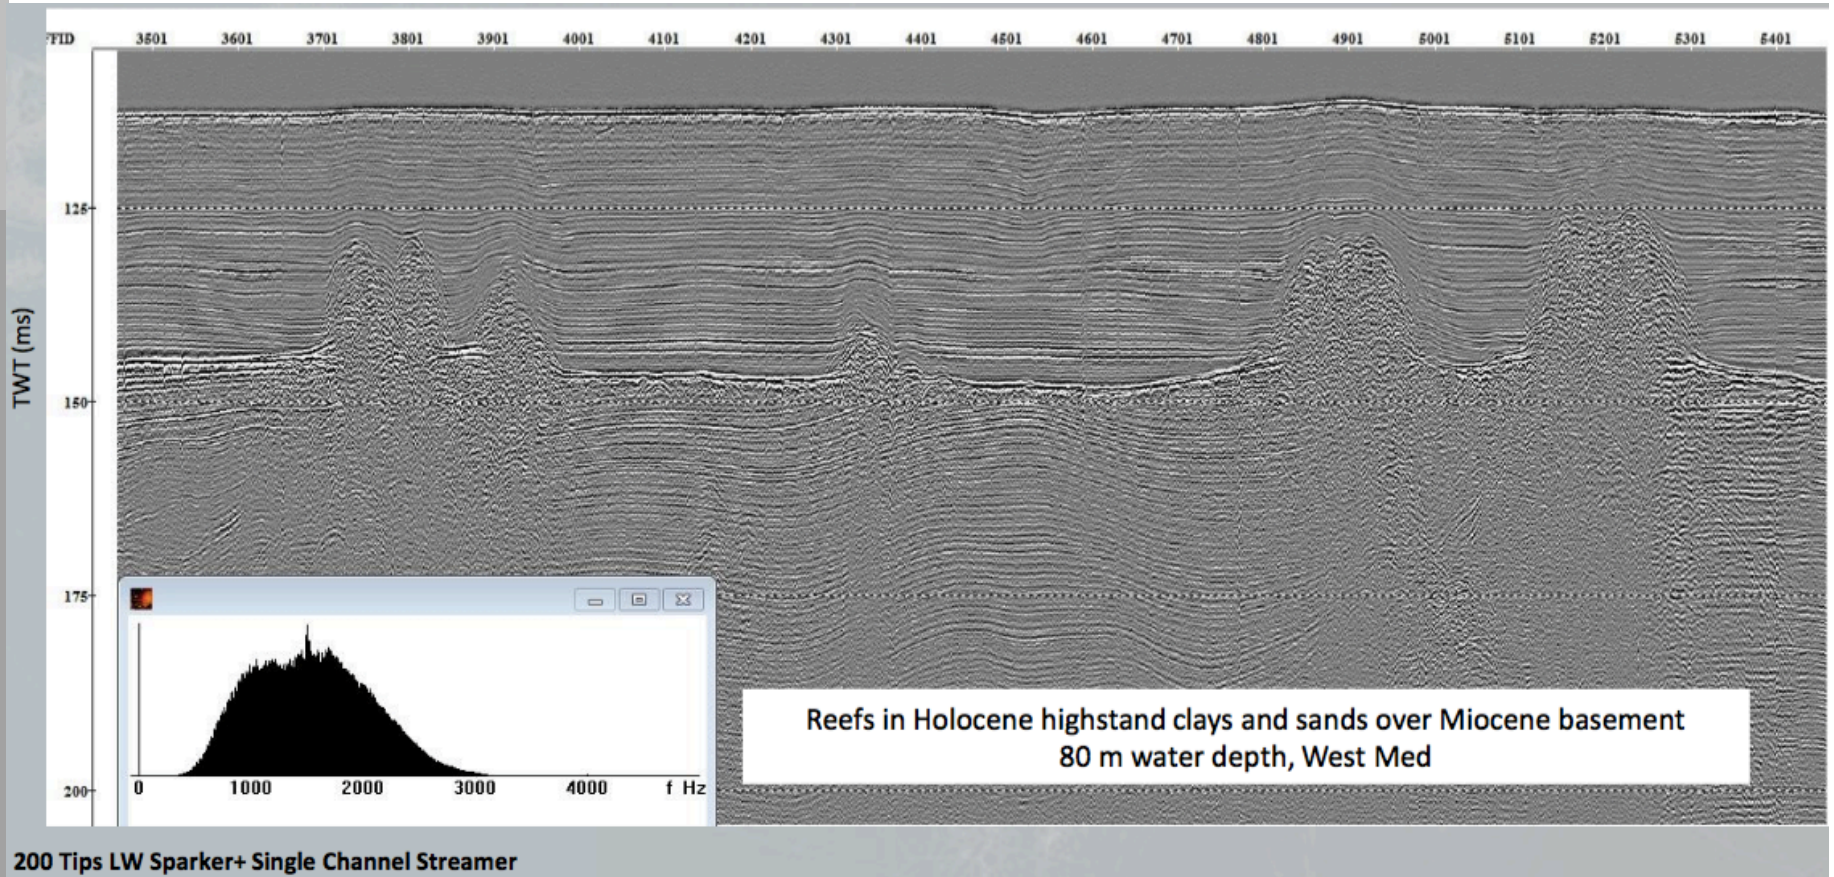 FFID 3501 3601 3701 3801 3901 4001 4101 4201 4301 4401 4501 4601 4701 4801 4901 5001 5101 5201 5301 5401
125
TWT (ms)
150
175
200
0 1000 2000 3000 4000 f Hz
Reefs in Holocene highstand clays and sands over Miocene basement
80 m water depth, West Med
200 Tips LW Sparker+ Single Channel Streamer